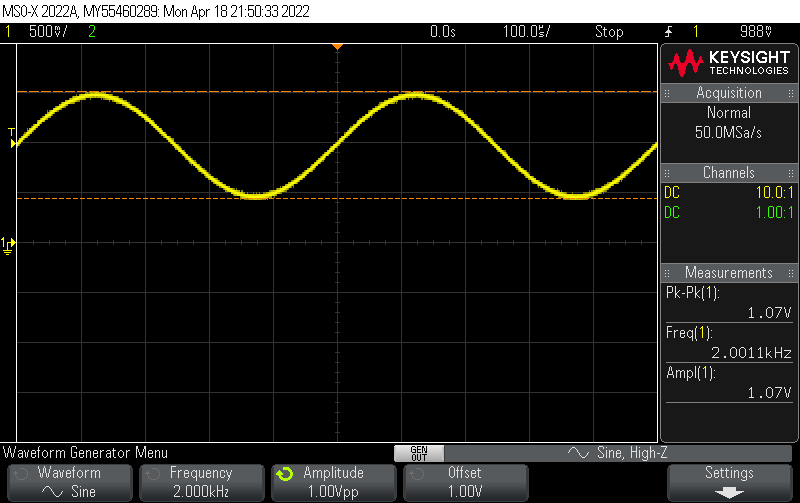 MSO-X 2022A, MY55460289: Mon Apr 18 21:50:33 2022
1 500V/ 2 0.0s 100.0s/ Stop 1 988V
KEYSIGHT
TECHNOLOGIES
Acquisition
Normal
50.0MSa/s
Channels
DC 10.0:1
DC 1.00:1
Measurements
Pk-Pk(1):
1.07V
Freq(1):
2.0011kHz
Ampl(1):
1.07V
T
1
Waveform Generator Menu
GEN
OUT
Sine, High-Z
Waveform
Sine
Frequency
2.000kHz
Amplitude
1.00Vpp
Offset
1.00V
Settings